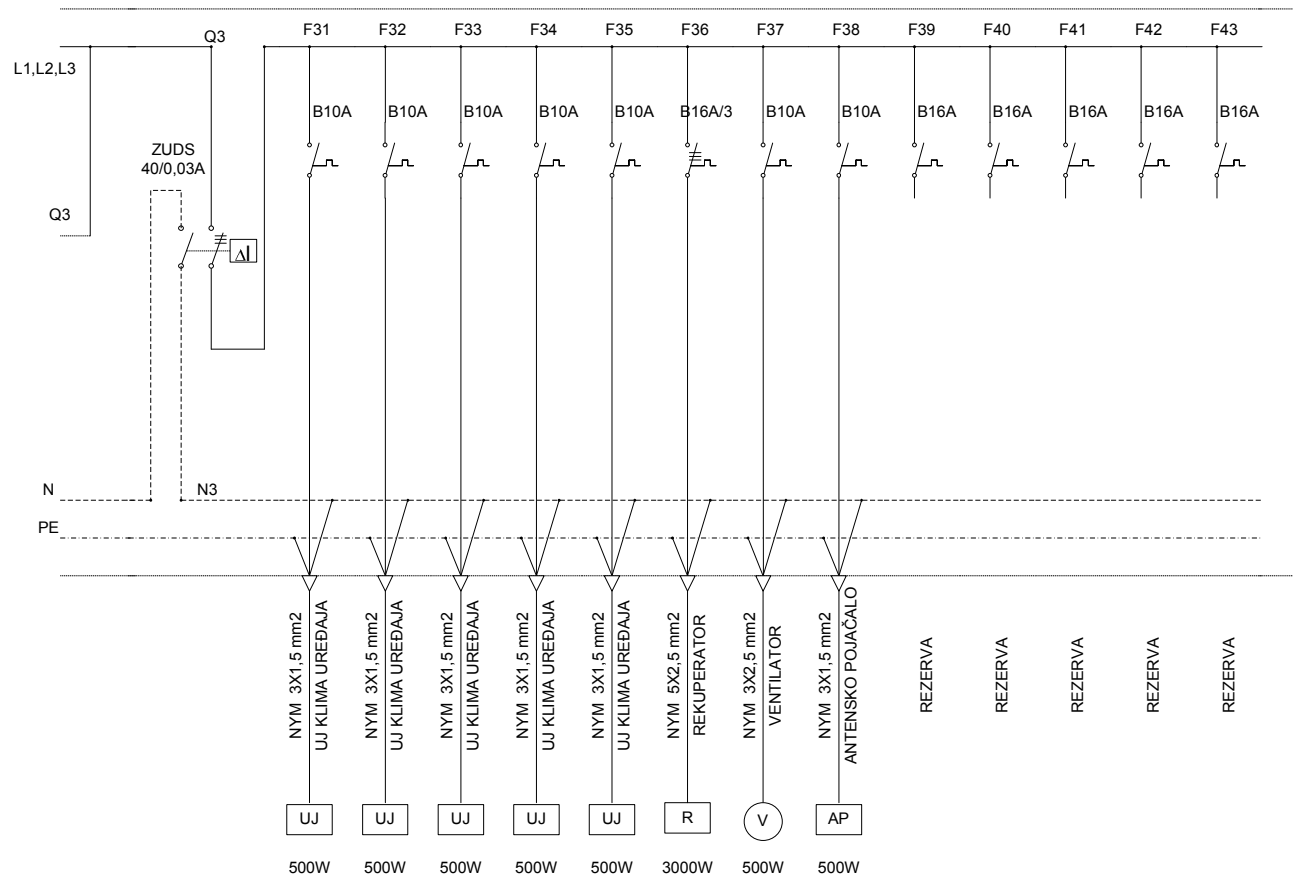 F31 F32 F33 F34 F35 F36 F37 F38 F39 F40 F41 F42 F43
Q3
L1,L2,L3
B10A B10A B10A B10A B10A B16A/3 B10A B10A B16A B16A B16A B16A B16A
ZUDS
40/0,03A
Q3
ΔI
N
N3
PE
NYM 3X1,5 mm2
UJ KLIMA UREĐAJA
NYM 3X1,5 mm2
UJ KLIMA UREĐAJA
NYM 3X1,5 mm2
UJ KLIMA UREĐAJA
NYM 3X1,5 mm2
UJ KLIMA UREĐAJA
NYM 3X1,5 mm2
UJ KLIMA UREĐAJA
NYM 5X2,5 mm2
REKUPERATOR
NYM 3X2,5 mm2
VENTILATOR
NYM 3X1,5 mm2
ANTENSKO POJAČALO
REZERVA
REZERVA
REZERVA
REZERVA
REZERVA
UJ UJ UJ UJ UJ R V AP
500W 500W 500W 500W 500W 3000W 500W 500W